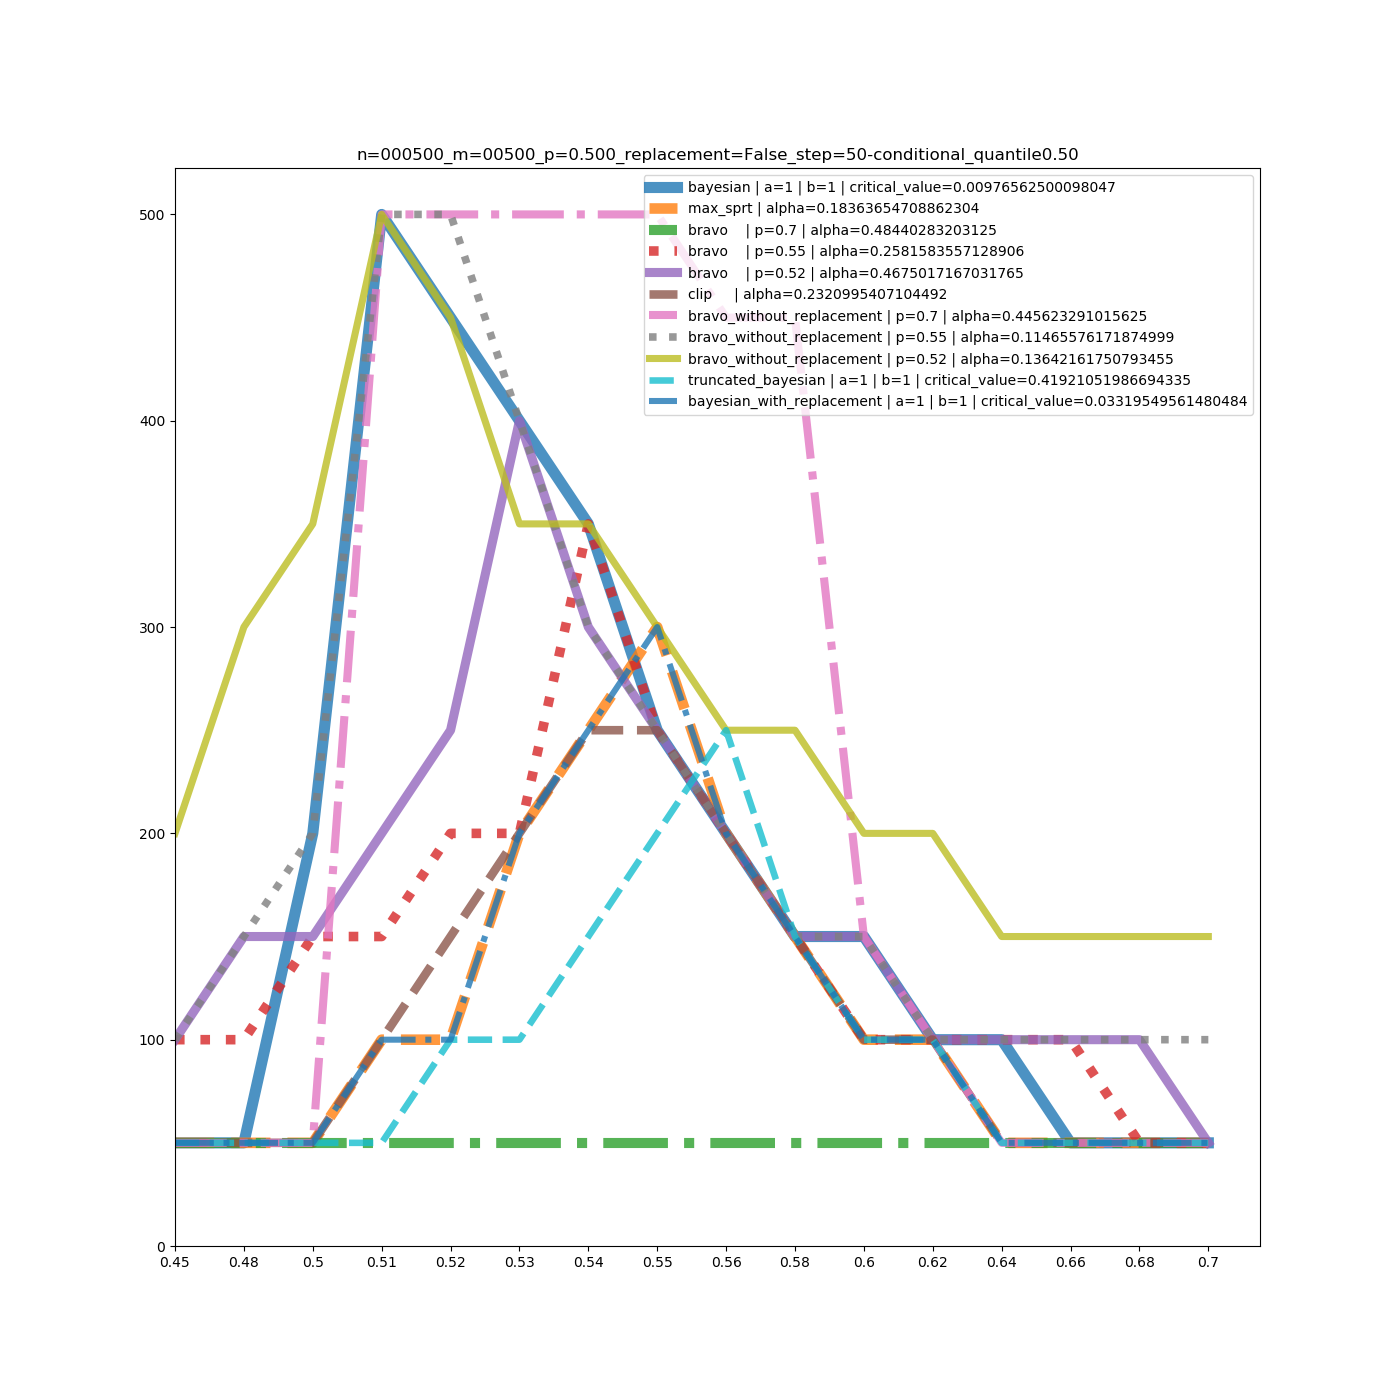 n=000500_m=00500_p=0.500_replacement=False_step=50-conditional_quantile0.50
bayesian | a=1 | b=1 | critical_value=0.00976562500098047
max_sprt | alpha=0.18363654708862304
bravo    | p=0.7 | alpha=0.48440283203125
bravo    | p=0.55 | alpha=0.2581583557128906
bravo    | p=0.52 | alpha=0.4675017167031765
clip     | alpha=0.2320995407104492
bravo_without_replacement | p=0.7 | alpha=0.445623291015625
bravo_without_replacement | p=0.55 | alpha=0.11465576171874999
bravo_without_replacement | p=0.52 | alpha=0.13642161750793455
truncated_bayesian | a=1 | b=1 | critical_value=0.41921051986694335
bayesian_with_replacement | a=1 | b=1 | critical_value=0.03319549561480484
500
400
300
200
100
0
0.45 0.48 0.5 0.51 0.52 0.53 0.54 0.55 0.56 0.58 0.6 0.62 0.64 0.66 0.68 0.7